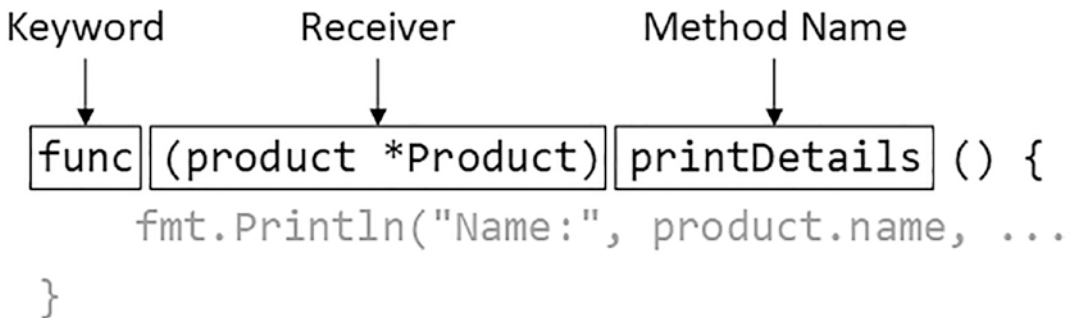 Keyword Receiver Method Name
func (product *Product) printDetails () {
fmt.Println("Name:", product.name, ...
}